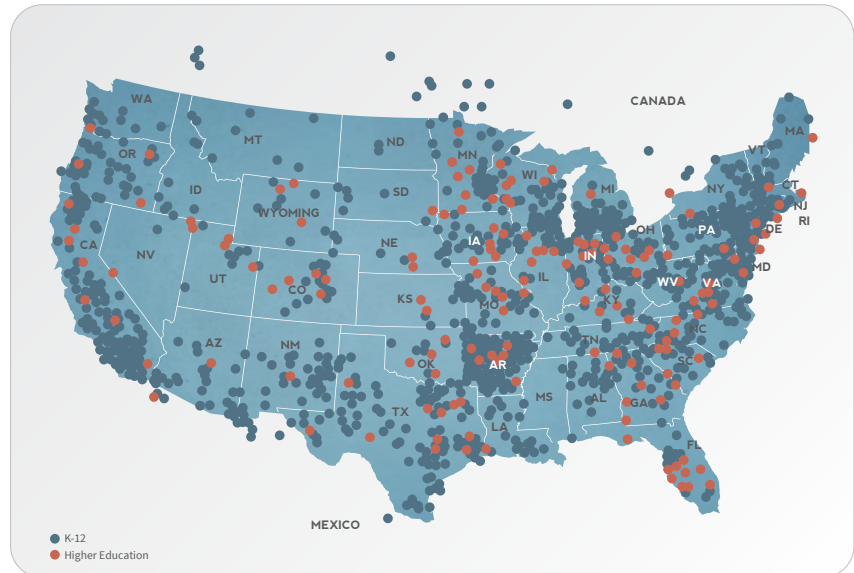 CANADA
WA
MT
ND
MA
OR
MN
VT
ID
SD
WI
MI
NY
CT
WYOMING
NJ
RI
CA
NV
NE
IA
OH
PA
DE
IN
MD
UT
CO
IL
WV
VA
KS
MO
KY
AZ
NM
OK
AR
TN
NC
SC
TX
MS
AL
GA
LA
FL
MEXICO
K-12
Higher Education